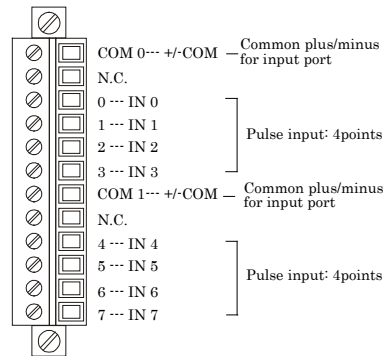 COM 0--- +/-COM
Common plus/minus
for input port
N.C.
0 --- IN 0
1 --- IN 1
2 --- IN 2
3 --- IN 3
Pulse input: 4points
COM 1--- +/-COM
Common plus/minus
for input port
N.C.
4 --- IN 4
5 --- IN 5
6 --- IN 6
7 --- IN 7
Pulse input: 4points